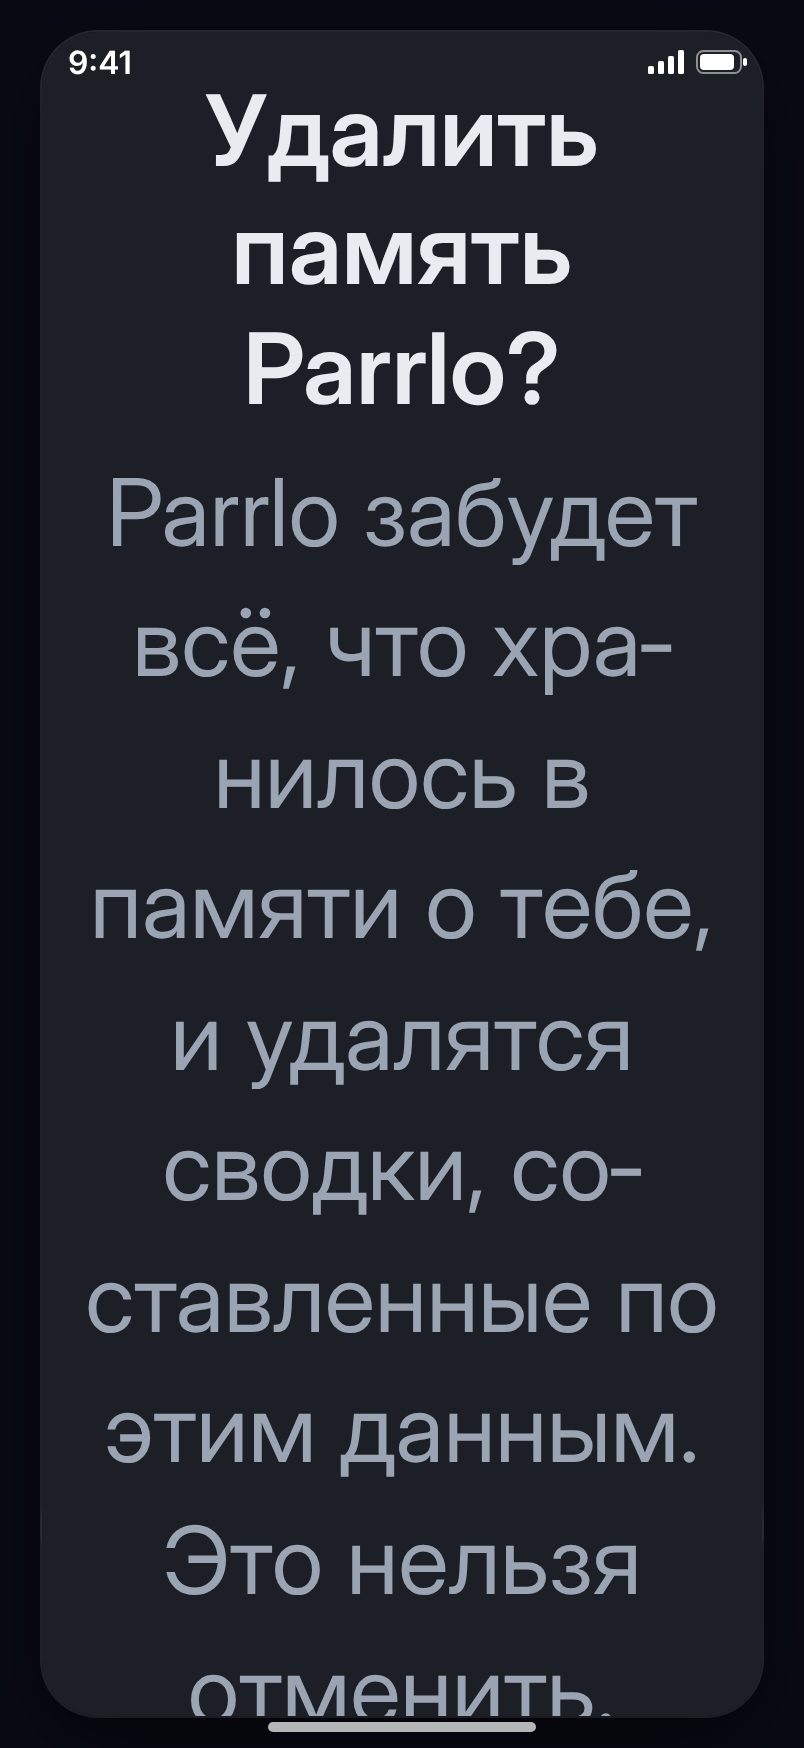 9:41
Удалить
память
Parrlo?
Parrlo забудет
всё, что хра-
нилось в
памяти о тебе,
и удалятся
сводки, со-
ставленные по
этим данным.
Это нельзя
отменить.